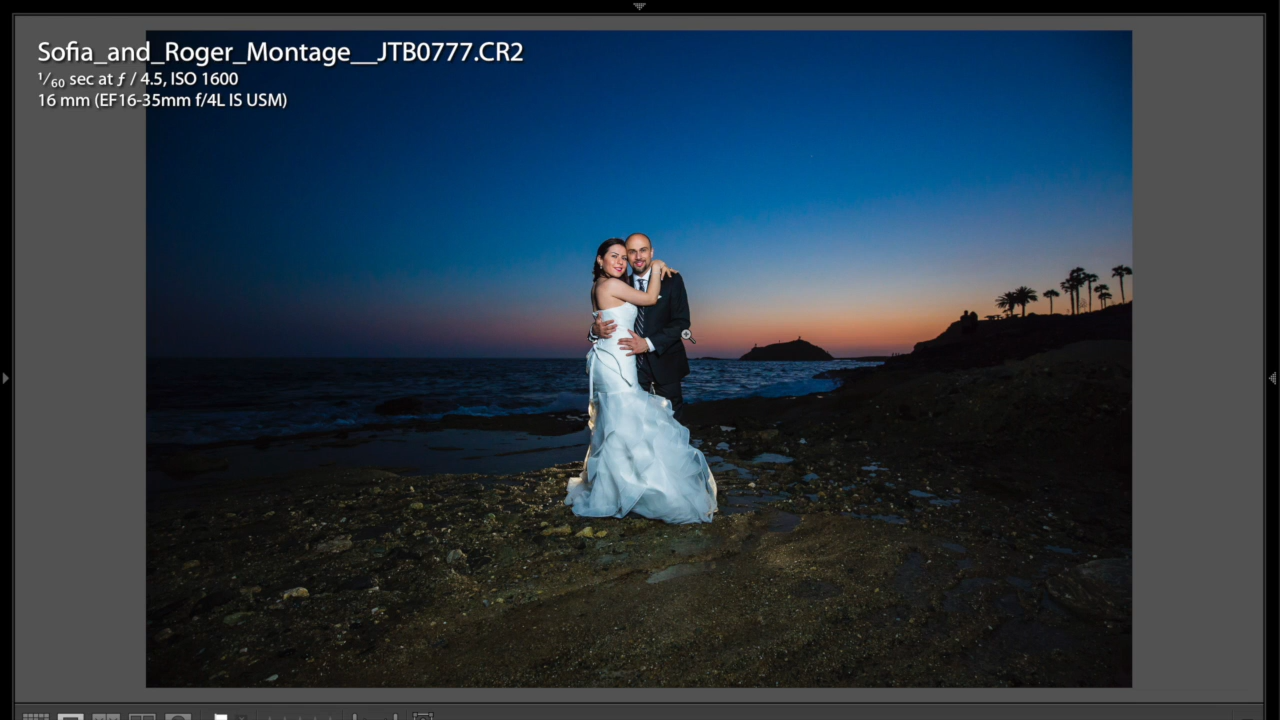 Sofia_and_Roger_Montage__JTB0777.CR2
1/60 sec at ƒ / 4.5, ISO 1600
16 mm (EF16-35mm f/4L IS USM)